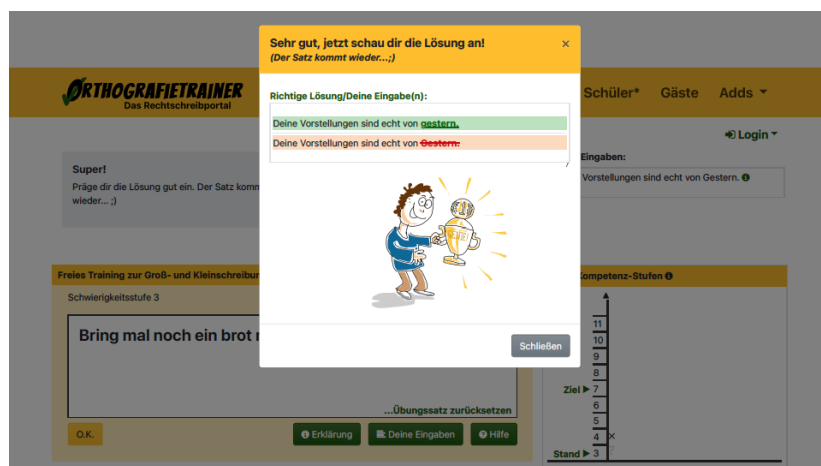 Sehr gut, jetzt schau dir die Lösung an!
×
(Der Satz kommt wieder...;)
Richtige Lösung/Deine Eingabe(n):
Deine Vorstellungen sind echt von gestern.
Deine Vorstellungen sind echt von Gestern.
Schließen
ORTHOGRAFIETRAINER
Das Rechtschreibportal
Schüler*
Gäste
Adds
Login
Super!
Präge dir die Lösung gut ein. Der Satz
wieder... ;)
Eingaben:
Vorstellungen sind echt von Gestern.
Freies Training zur Groß- und
Schwierigkeitsstufe 3
Bring mal noch ein brot
...Übungssatz zurücksetzen
O.K.
Erklärung
Deine Eingaben
Hilfe
Kompetenz-Stufen
11
10
9
8
Ziel 7
6
5
4
Stand 3